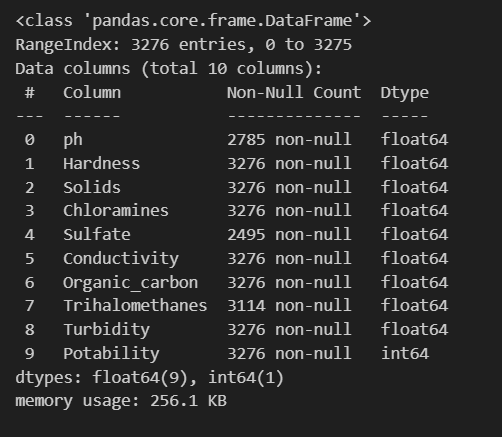 <class 'pandas.core.frame.DataFrame'>
RangeIndex: 3276 entries, 0 to 3275
Data columns (total 10 columns):
 #   Column           Non-Null Count  Dtype
---  ------           --------------  -----
 0   ph               2785 non-null   float64
 1   Hardness         3276 non-null   float64
 2   Solids           3276 non-null   float64
 3   Chloramines      3276 non-null   float64
 4   Sulfate          2495 non-null   float64
 5   Conductivity     3276 non-null   float64
 6   Organic_carbon   3276 non-null   float64
 7   Trihalomethanes  3114 non-null   float64
 8   Turbidity        3276 non-null   float64
 9   Potability       3276 non-null   int64
dtypes: float64(9), int64(1)
memory usage: 256.1 KB